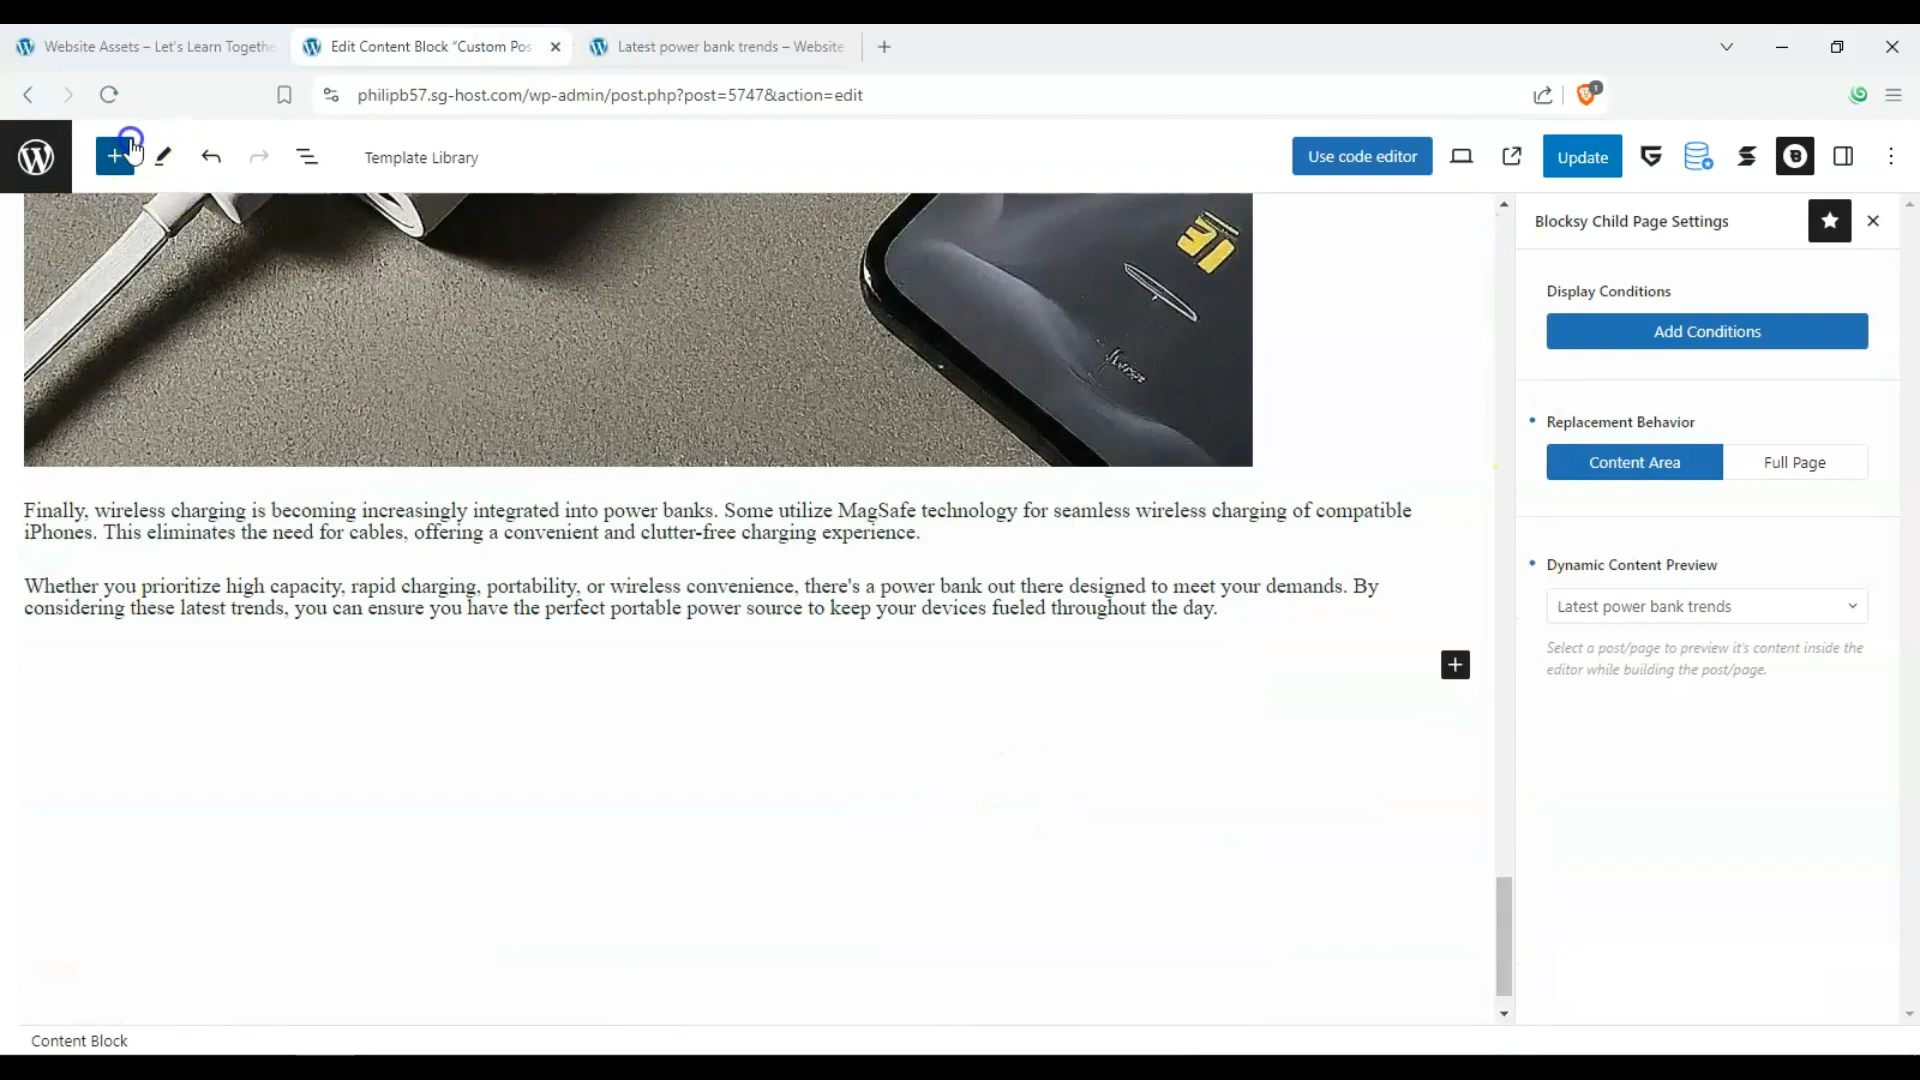 Website Assets – Let's Learn Togethe
Edit Content Block "Custom Pos
Latest power bank trends – Website
philipb57.sg-host.com/wp-admin/post.php?post=5747&action=edit
1
Template Library
Use code editor
Update
Blocksy Child Page Settings
Display Conditions
Add Conditions
Replacement Behavior
Content Area
Full Page
Finally, wireless charging is becoming increasingly integrated into power banks. Some utilize MagSafe technology for seamless wireless charging of compatible
iPhones. This eliminates the need for cables, offering a convenient and clutter-free charging experience.
Whether you prioritize high capacity, rapid charging, portability, or wireless convenience, there's a power bank out there designed to meet your demands. By
considering these latest trends, you can ensure you have the perfect portable power source to keep your devices fueled throughout the day.
Dynamic Content Preview
Latest power bank trends
Select a post/page to preview it's content inside the
editor while building the post/page.
Content Block